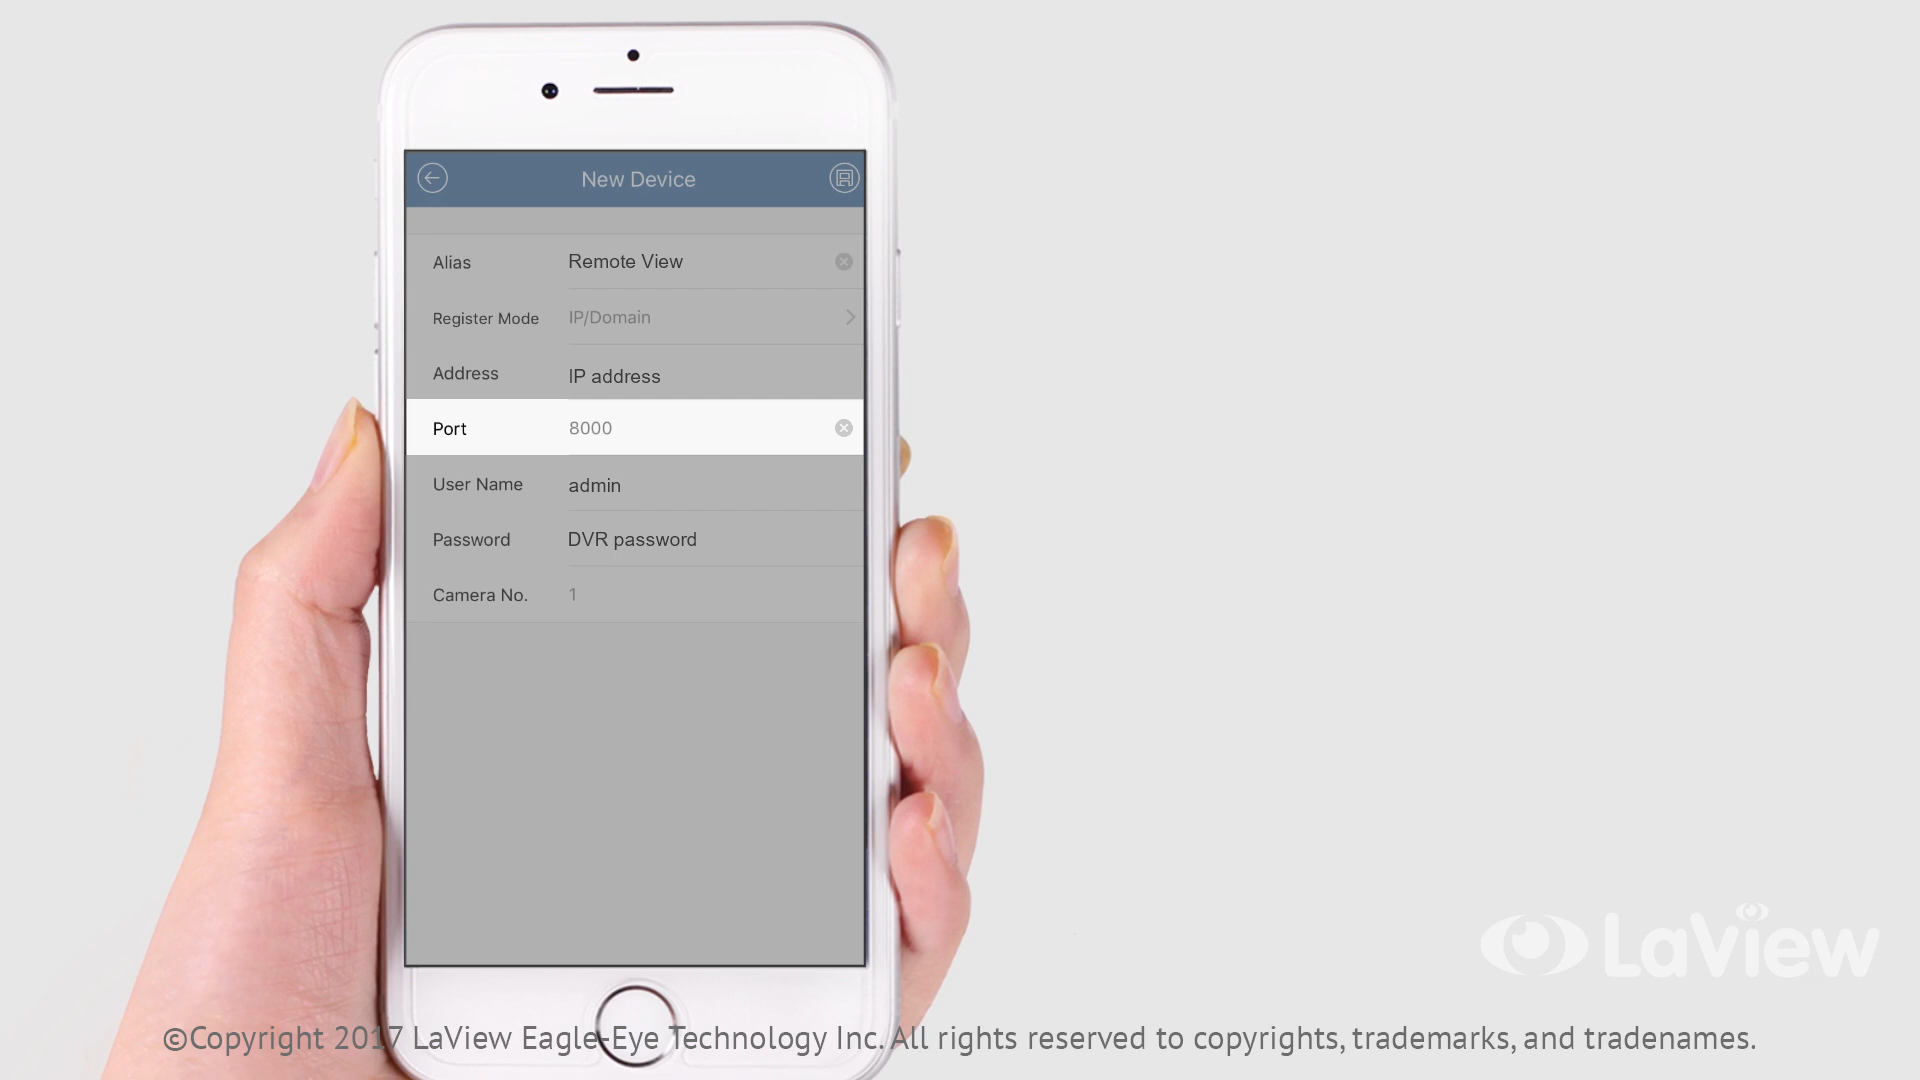 New Device
Alias Remote View
Register Mode IP/Domain
Address IP address
Port 8000
User Name admin
Password DVR password
Camera No. 1
LaView
©Copyright 2017 LaView Eagle-Eye Technology Inc. All rights reserved to copyrights, trademarks, and tradenames.